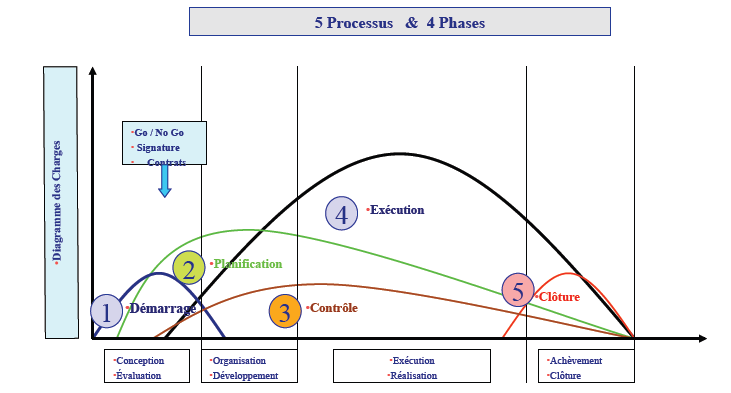 5 Processus & 4 Phases
•Diagramme des Charges
•Go / No Go
• Signature
• Contrats
4
•Exécution
2
•Planification
5
•Clôture
1
•Démarrage
3
•Contrôle
•Conception
•Évaluation
•Organisation
•Développement
•Exécution
•Réalisation
•Achèvement
•Clôture